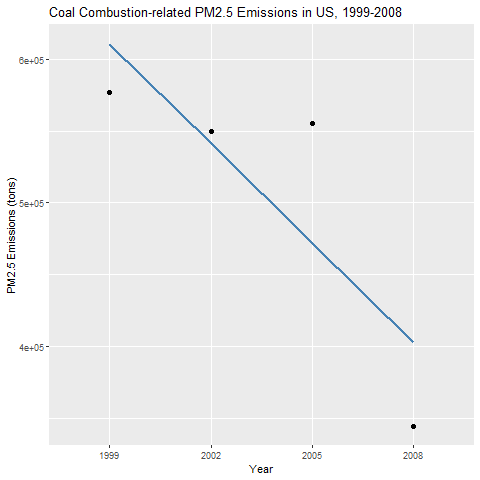 Coal Combustion-related PM2.5 Emissions in US, 1999-2008
6e+05
5e+05
4e+05
PM2.5 Emissions (tons)
1999 2002 2005 2008
Year